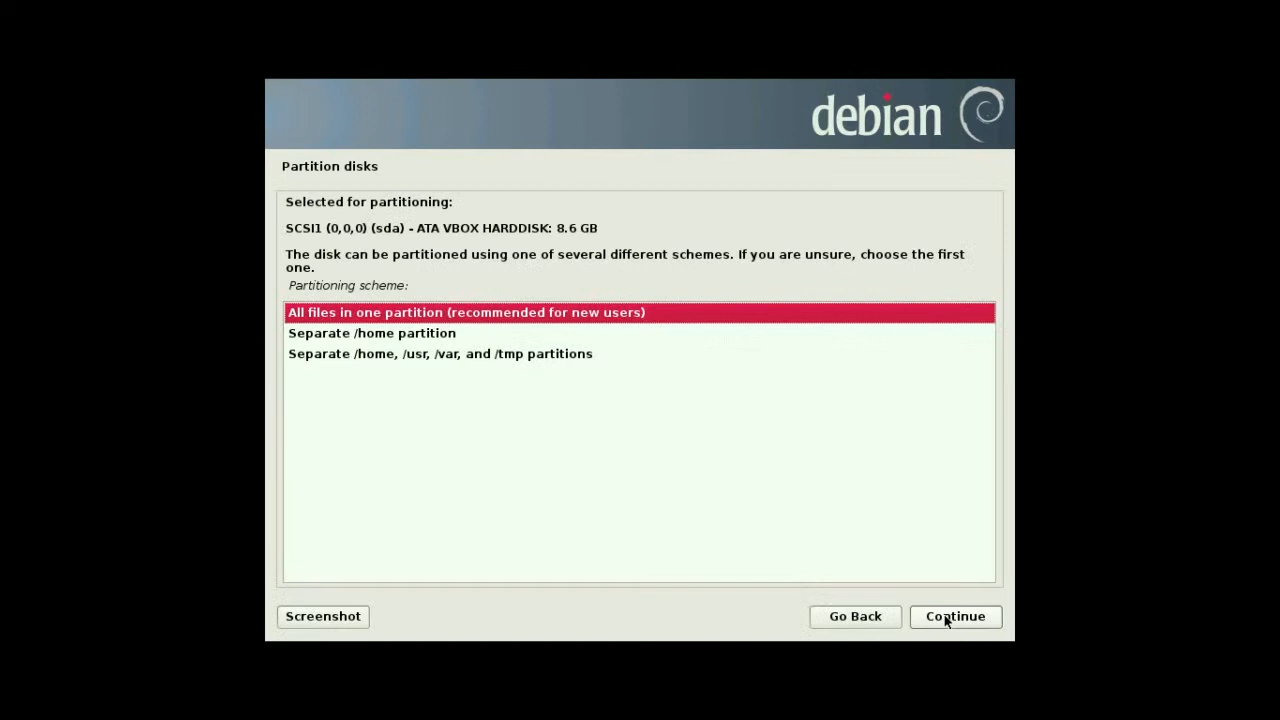 debian
Partition disks
Selected for partitioning:
SCSI1 (0,0,0) (sda) - ATA VBOX HARDDISK: 8.6 GB
The disk can be partitioned using one of several different schemes. If you are unsure, choose the first
one.
Partitioning scheme:
All files in one partition (recommended for new users)
Separate /home partition
Separate /home, /usr, /var, and /tmp partitions
Screenshot
Go Back
Continue